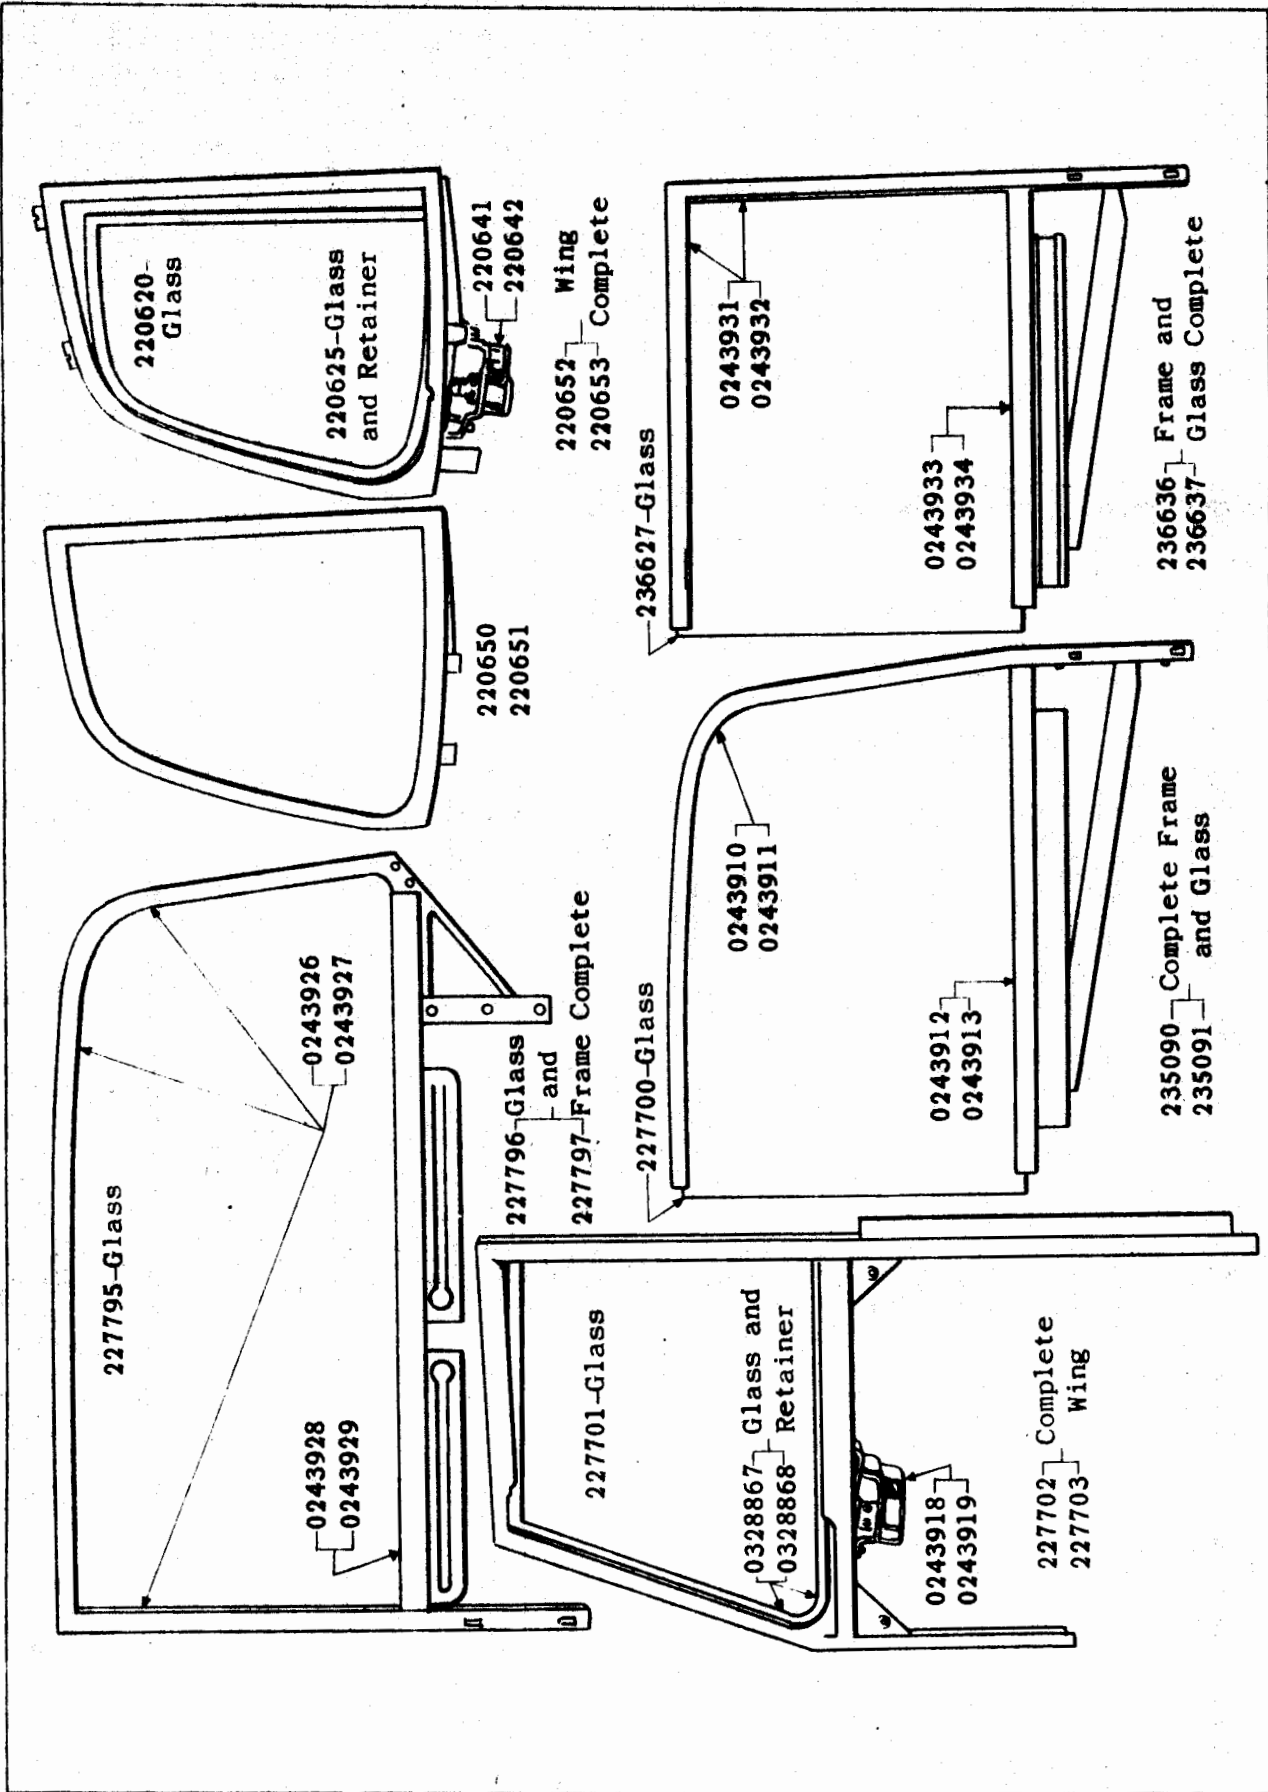 227795-Glass
0243926
0243927
0243928
0243929
227796-Glass
and
227797-Frame Complete
220650
220651
220620-
Glass
220625-Glass
and Retainer
220641
220642
220652 Wing
220653 Complete
227701-Glass
0328867 Glass and
0328868 Retainer
0243918
0243919
227702 Complete
227703 Wing
227700-Glass
0243910
0243911
0243912
0243913
235090 Complete Frame
235091 and Glass
236627-Glass
0243931
0243932
0243933
0243934
236636 Frame and
236637 Glass Complete